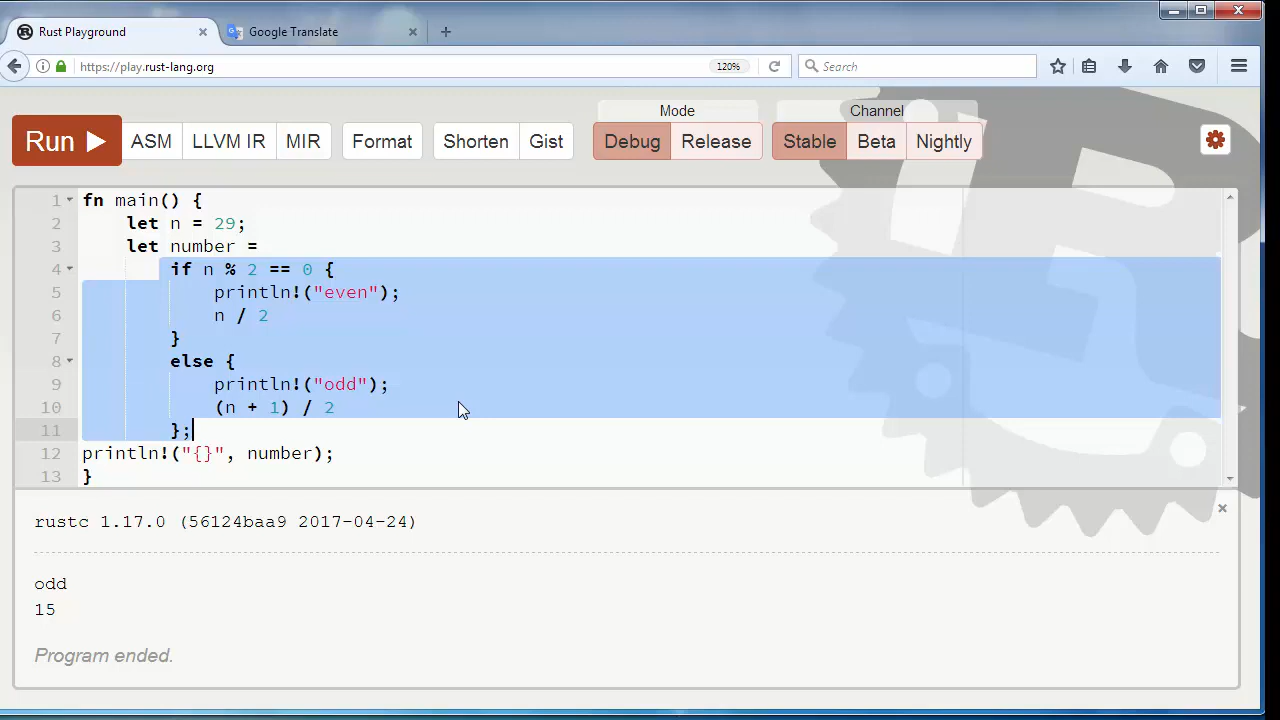 Rust Playground
Google Translate
https://play.rust-lang.org
120%
Search
Run
ASM
LLVM IR
MIR
Format
Shorten
Gist
Mode
Debug
Release
Channel
Stable
Beta
Nightly
1 fn main() {
2     let n = 29;
3     let number =
4         if n % 2 == 0 {
5             println!("even");
6             n / 2
7         }
8         else {
9             println!("odd");
10             (n + 1) / 2
11         };
12 println!("{}", number);
13 }
rustc 1.17.0 (56124baa9 2017-04-24)
odd
15
Program ended.